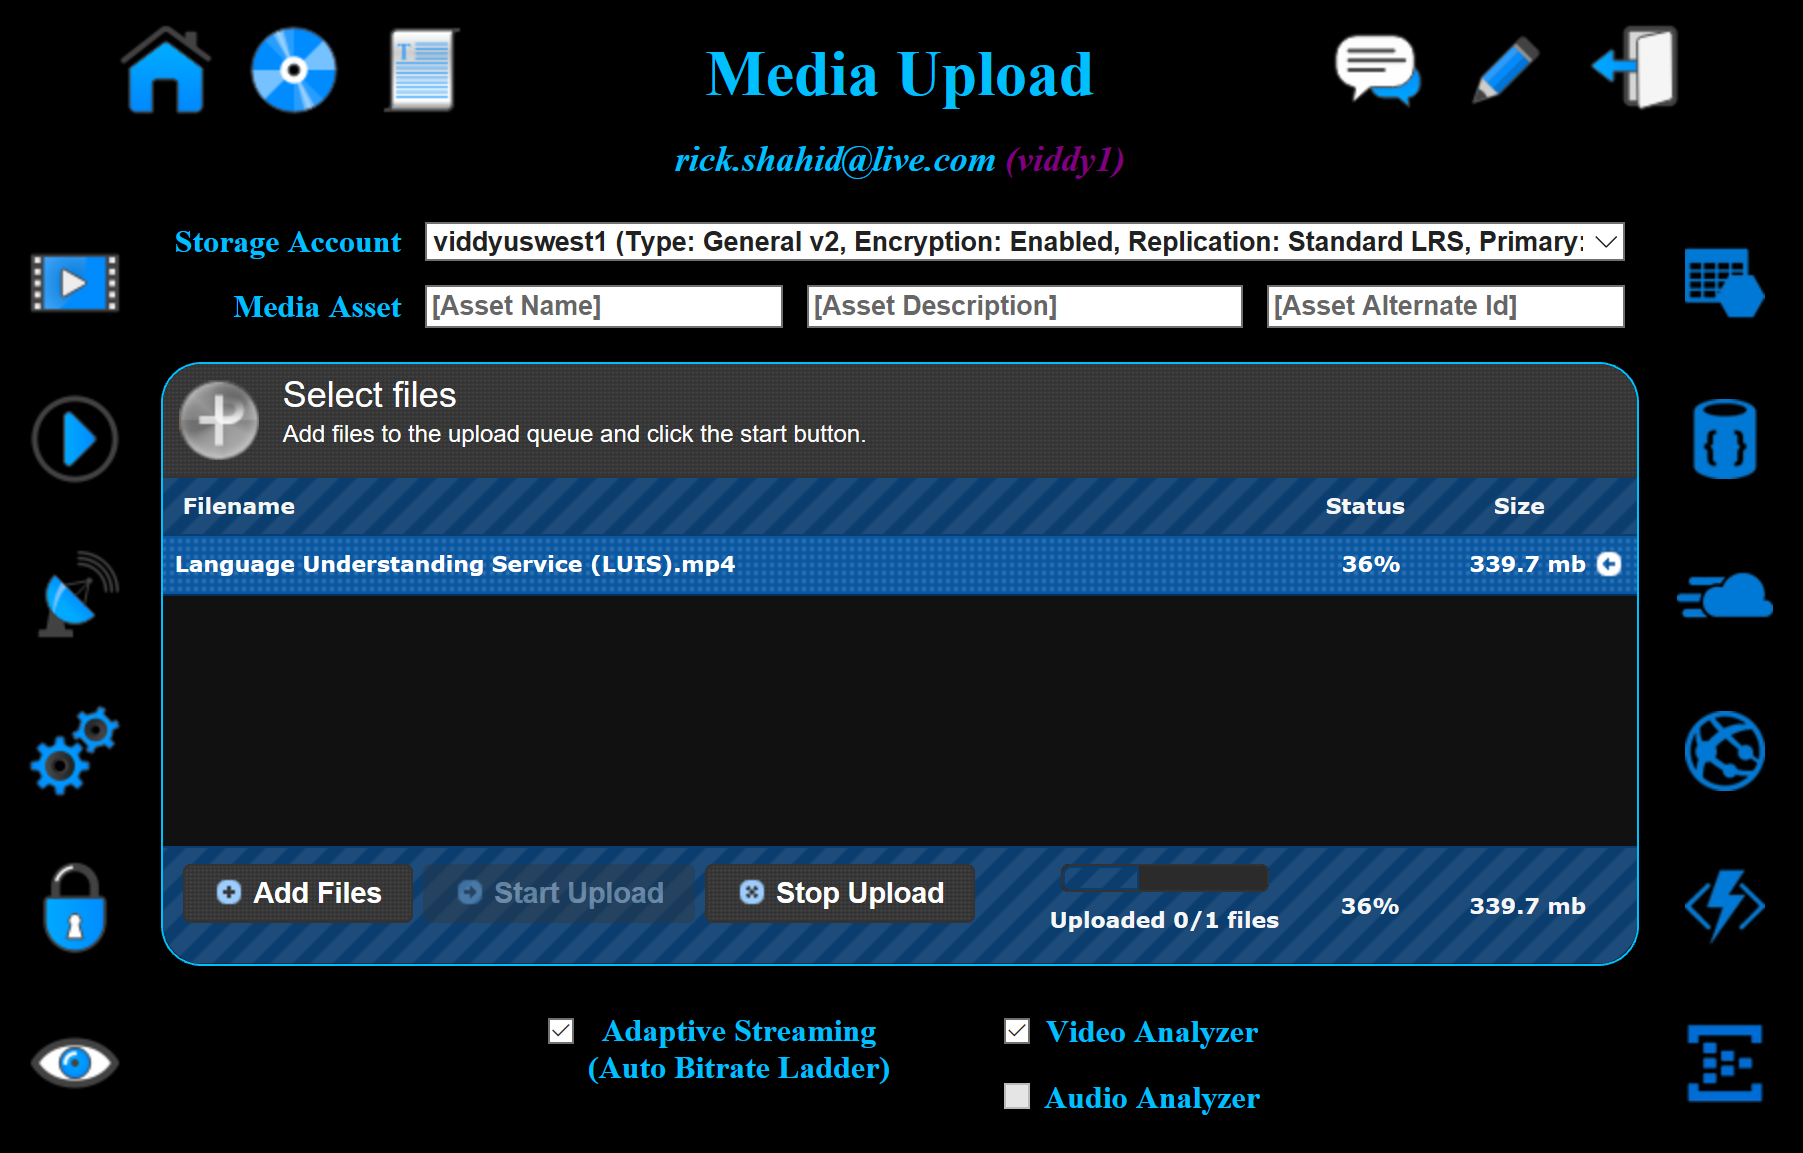 Media Upload
rick.shahid@live.com (viddy1)
Storage Account viddyuswest1 (Type: General v2, Encryption: Enabled, Replication: Standard LRS, Primary:
Media Asset [Asset Name] [Asset Description] [Asset Alternate Id]
Select files
Add files to the upload queue and click the start button.
Filename Status Size
Language Understanding Service (LUIS).mp4 36% 339.7 mb
Add Files Start Upload Stop Upload
Uploaded 0/1 files 36% 339.7 mb
Adaptive Streaming
(Auto Bitrate Ladder)
Video Analyzer
Audio Analyzer